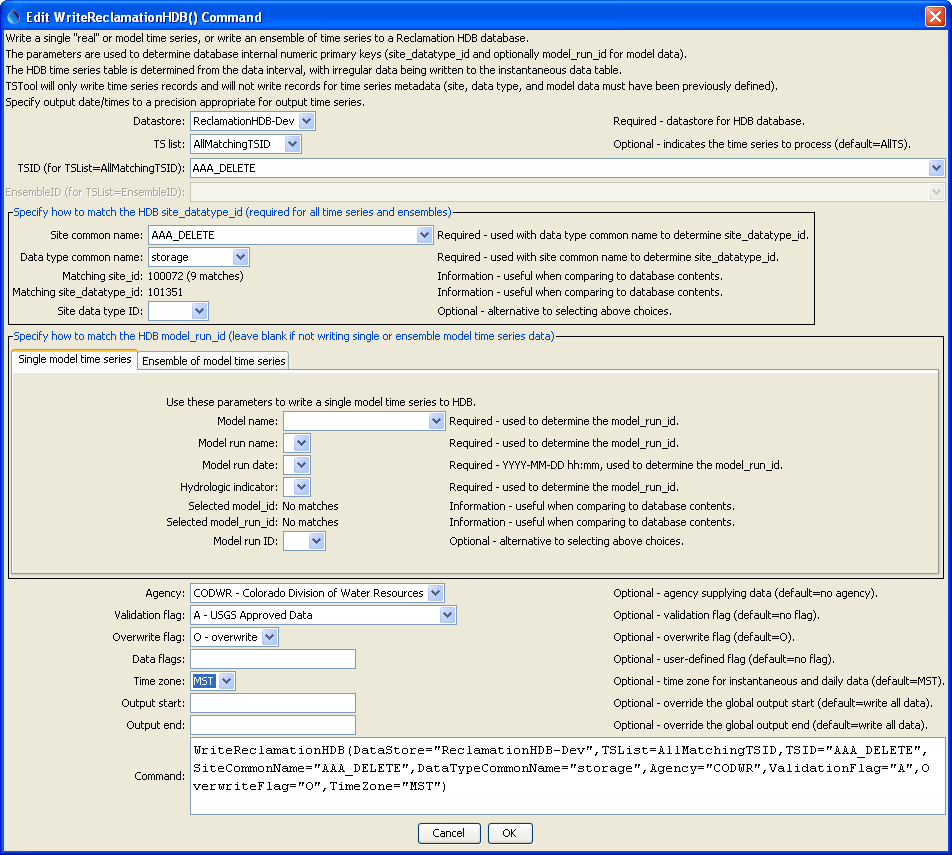 Edit WriteReclamationHDB() Command
Write a single "real" or model time series, or write an ensemble of time series to a Reclamation HDB database.
The parameters are used to determine database internal numeric primary keys (site_datatype_id and optionally model_run_id for model data).
The HDB time series table is determined from the data interval, with irregular data being written to the instantaneous data table.
TSTool will only write time series records and will not write records for time series metadata (site, data type, and model data must have been previously defined).
Specify output date/times to a precision appropriate for output time series.
Datastore: ReclamationHDB-Dev Required - datastore for HDB database.
TS list: AllMatchingTSID Optional - indicates the time series to process (default=AllTS).
TSID (for TSList=AllMatchingTSID): AAA_DELETE
EnsembleID (for TSList=EnsembleID):
Specify how to match the HDB site_datatype_id (required for all time series and ensembles)
Site common name: AAA_DELETE Required - used with data type common name to determine site_datatype_id.
Data type common name: storage Required - used with site common name to determine site_datatype_id.
Matching site_id: 100072 (9 matches) Information - useful when comparing to database contents.
Matching site_datatype_id: 101351 Information - useful when comparing to database contents.
Site data type ID: Optional - alternative to selecting above choices.
Specify how to match the HDB model_run_id (leave blank if not writing single or ensemble model time series data)
Single model time series Ensemble of model time series
Use these parameters to write a single model time series to HDB.
Model name: Required - used to determine the model_run_id.
Model run name: Required - used to determine the model_run_id.
Model run date: Required - YYYY-MM-DD hh:mm, used to determine the model_run_id.
Hydrologic indicator: Required - used to determine the model_run_id.
Selected model_id: No matches Information - useful when comparing to database contents.
Selected model_run_id: No matches Information - useful when comparing to database contents.
Model run ID: Optional - alternative to selecting above choices.
Agency: CODWR - Colorado Division of Water Resources Optional - agency supplying data (default=no agency).
Validation flag: A - USGS Approved Data Optional - validation flag (default=no flag).
Overwrite flag: O - overwrite Optional - overwrite flag (default=O).
Data flags: Optional - user-defined flag (default=no flag).
Time zone: MST Optional - time zone for instantaneous and daily data (default=MST).
Output start: Optional - override the global output start (default=write all data).
Output end: Optional - override the global output end (default=write all data).
Command: WriteReclamationHDB(DataStore="ReclamationHDB-Dev",TSList=AllMatchingTSID,TSID="AAA_DELETE",
SiteCommonName="AAA_DELETE",DataTypeCommonName="storage",Agency="CODWR",ValidationFlag="A",O
verwriteFlag="O",TimeZone="MST")
Cancel OK